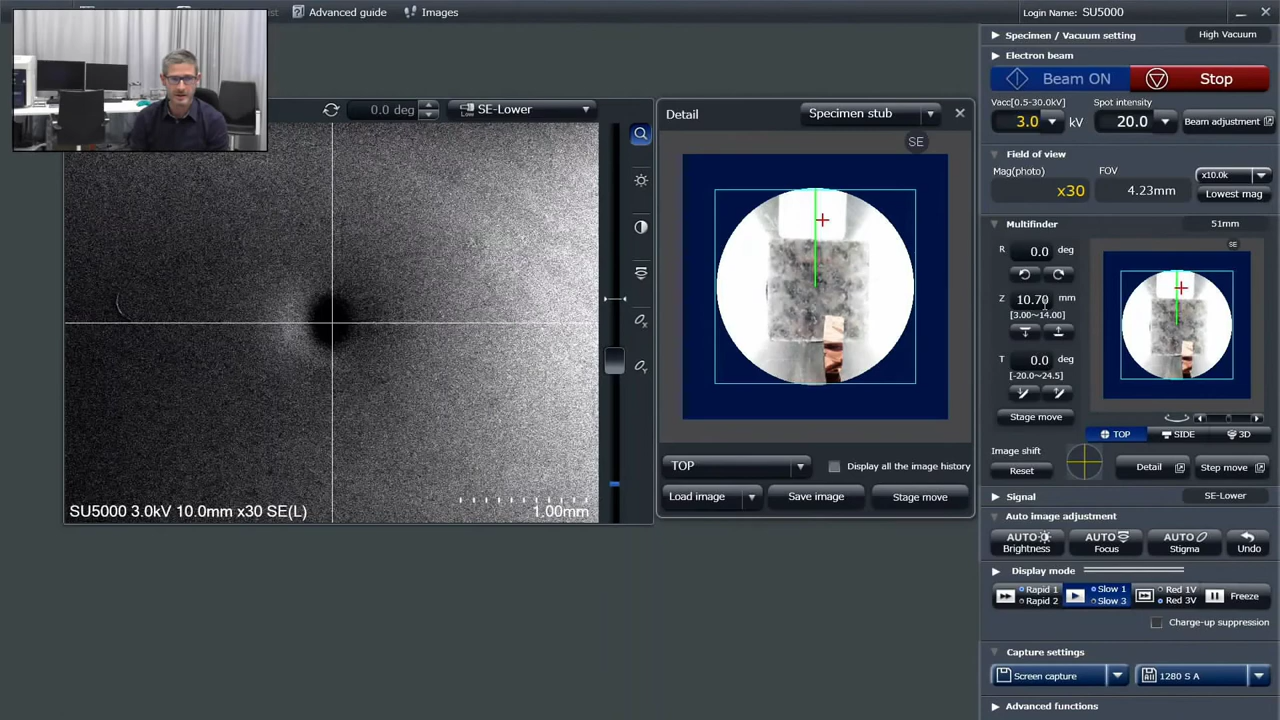 Advanced guide
Images
Login Name: SU5000
Specimen / Vacuum setting
High Vacuum
Electron beam
Beam ON
Stop
Vacc[0.5-30.0kV]
Spot intensity
3.0 kV
20.0
Beam adjustment
Field of view
Mag(photo)
FOV
x10.0k
x30
4.23mm
Lowest mag
Multifinder
51mm
R 0.0 deg
SE
Z 10.70 mm
[3.00~14.00]
T 0.0 deg
[-20.0~24.5]
Stage move
TOP
SIDE
3D
Image shift
Reset
Detail
Step move
Signal
SE-Lower
Auto image adjustment
AUTO
Brightness
AUTO
Focus
AUTO
Stigma
Undo
Display mode
Rapid 1
Rapid 2
Slow 1
Slow 3
Red 1V
Red 3V
Freeze
Charge-up suppression
Capture settings
Screen capture
1280 S A
Advanced functions
0.0 deg
Low
SE-Lower
SU5000 3.0kV 10.0mm x30 SE(L)
1.00mm
Detail
Specimen stub
SE
TOP
Display all the image history
Load image
Save image
Stage move